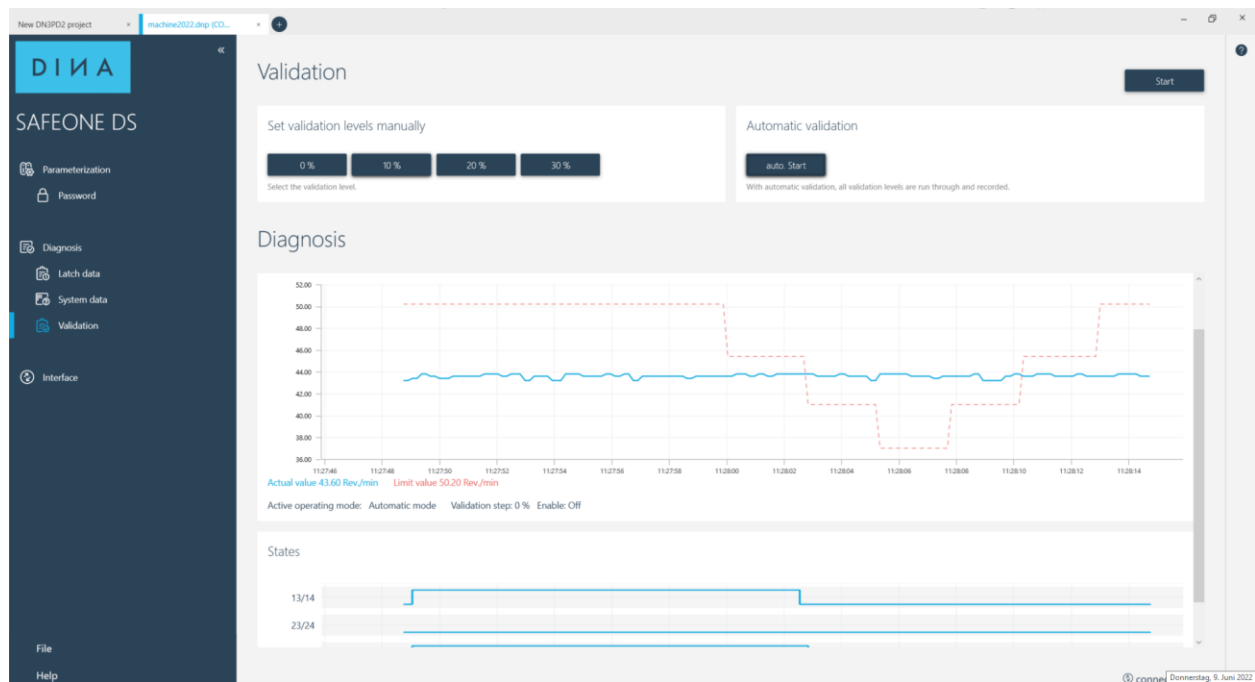 New DN3PD2 project × machine2022.dnp (CO... × +
DINA
«
SAFEONE DS
Parameterization
Password
Diagnosis
Latch data
System data
Validation
Interface
File
Help
Validation
Start
Set validation levels manually
0 % 10 % 20 % 30 %
Select the validation level.
Automatic validation
auto. Start
With automatic validation, all validation levels are run through and recorded.
Diagnosis
52.00
50.00
48.00
46.00
44.00
42.00
40.00
38.00
36.00
11:27:46 11:27:48 11:27:50 11:27:52 11:27:54 11:27:56 11:27:58 11:28:00 11:28:02 11:28:04 11:28:06 11:28:08 11:28:10 11:28:12 11:28:14
Actual value 43.60 Rev./min Limit value 50.20 Rev./min
Active operating mode: Automatic mode Validation step: 0 % Enable: Off
States
13/14
23/24
Donnerstag, 9. Juni 2022